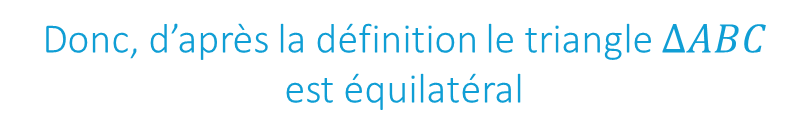 Donc, d’après la définition le triangle Δ𝐴𝐵𝐶
est équilatéral